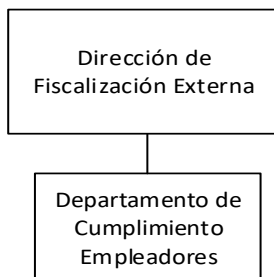 Dirección de
Fiscalización Externa
Departamento de
Cumplimiento
Empleadores